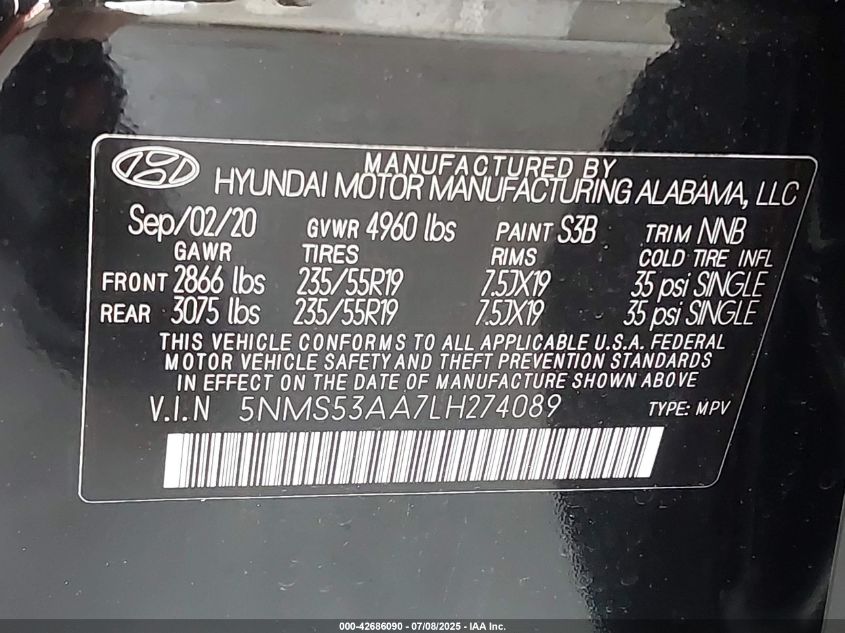 MANUFACTURED BY
HYUNDAI MOTOR MANUFACTURING ALABAMA, LLC
Sep/02/20 GVWR 4960 lbs PAINT S3B TRIM NNB
GAWR TIRES RIMS COLD TIRE INFL
FRONT 2866 lbs 235/55R19 7.5JX19 35 psi SINGLE
REAR 3075 lbs 235/55R19 7.5JX19 35 psi SINGLE
THIS VEHICLE CONFORMS TO ALL APPLICABLE U.S.A. FEDERAL
MOTOR VEHICLE SAFETY AND THEFT PREVENTION STANDARDS
IN EFFECT ON THE DATE OF MANUFACTURE SHOWN ABOVE
V.I.N 5NMS53AA7LH274089 TYPE: MPV
000-42686090 - 07/08/2025 - IAA Inc.